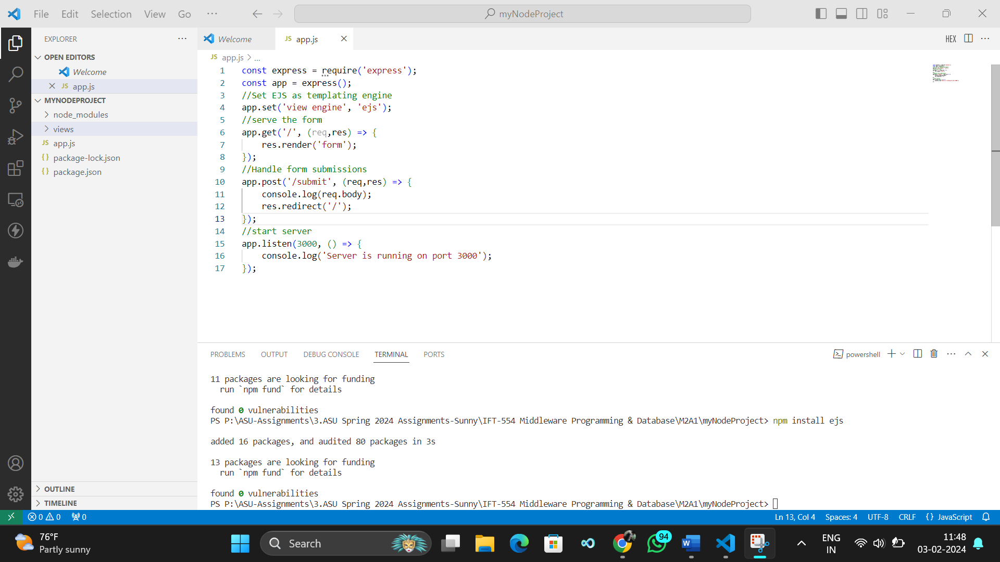 File Edit Selection View Go ... myNodeProject
EXPLORER ...
OPEN EDITORS
Welcome
JS app.js
MYNODEPROJECT
node_modules
views
JS app.js
{} package-lock.json
{} package.json
OUTLINE
TIMELINE
Welcome JS app.js HEX ...
JS app.js > ...
1 const express = require('express');
2 const app = express();
3 //Set EJS as templating engine
4 app.set('view engine', 'ejs');
5 //serve the form
6 app.get('/', (req,res) => {
7 res.render('form');
8 });
9 //Handle form submissions
10 app.post('/submit', (req,res) => {
11 console.log(req.body);
12 res.redirect('/');
13 });
14 //start server
15 app.listen(3000, () => {
16 console.log('Server is running on port 3000');
17 });
PROBLEMS OUTPUT DEBUG CONSOLE TERMINAL PORTS powershell ...
11 packages are looking for funding
run `npm fund` for details
found 0 vulnerabilities
PS P:\ASU-Assignments\3.ASU Spring 2024 Assignments-Sunny\IFT-554 Middleware Programming & Database\M2A1\myNodeProject> npm install ejs
added 16 packages, and audited 80 packages in 3s
13 packages are looking for funding
run `npm fund` for details
found 0 vulnerabilities
PS P:\ASU-Assignments\3.ASU Spring 2024 Assignments-Sunny\IFT-554 Middleware Programming & Database\M2A1\myNodeProject>
0 0 0 Ln 13, Col 4 Spaces: 4 UTF-8 CRLF {} JavaScript
76°F
Partly sunny
Search
94
ENG
IN
11:48
03-02-2024